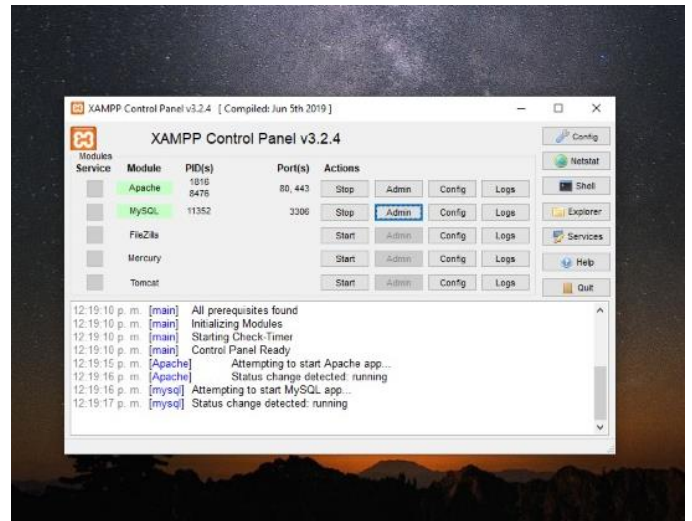 XAMPP Control Panel v3.2.4 [ Compiled: Jun 5th 2019 ]
XAMPP Control Panel v3.2.4
Config
Modules
Service Module PID(s) Port(s) Actions
Netstat
Apache 1816 8476 80, 443 Stop Admin Config Logs
Shell
MySQL 11352 3306 Stop Admin Config Logs
Explorer
FileZilla Start Admin Config Logs
Services
Mercury Start Admin Config Logs
Help
Tomcat Start Admin Config Logs
Quit
12:19:10 p. m. [main] All prerequisites found
12:19:10 p. m. [main] Initializing Modules
12:19:10 p. m. [main] Starting Check-Timer
12:19:10 p. m. [main] Control Panel Ready
12:19:15 p. m. [Apache] Attempting to start Apache app...
12:19:16 p. m. [Apache] Status change detected: running
12:19:16 p. m. [mysql] Attempting to start MySQL app...
12:19:17 p. m. [mysql] Status change detected: running